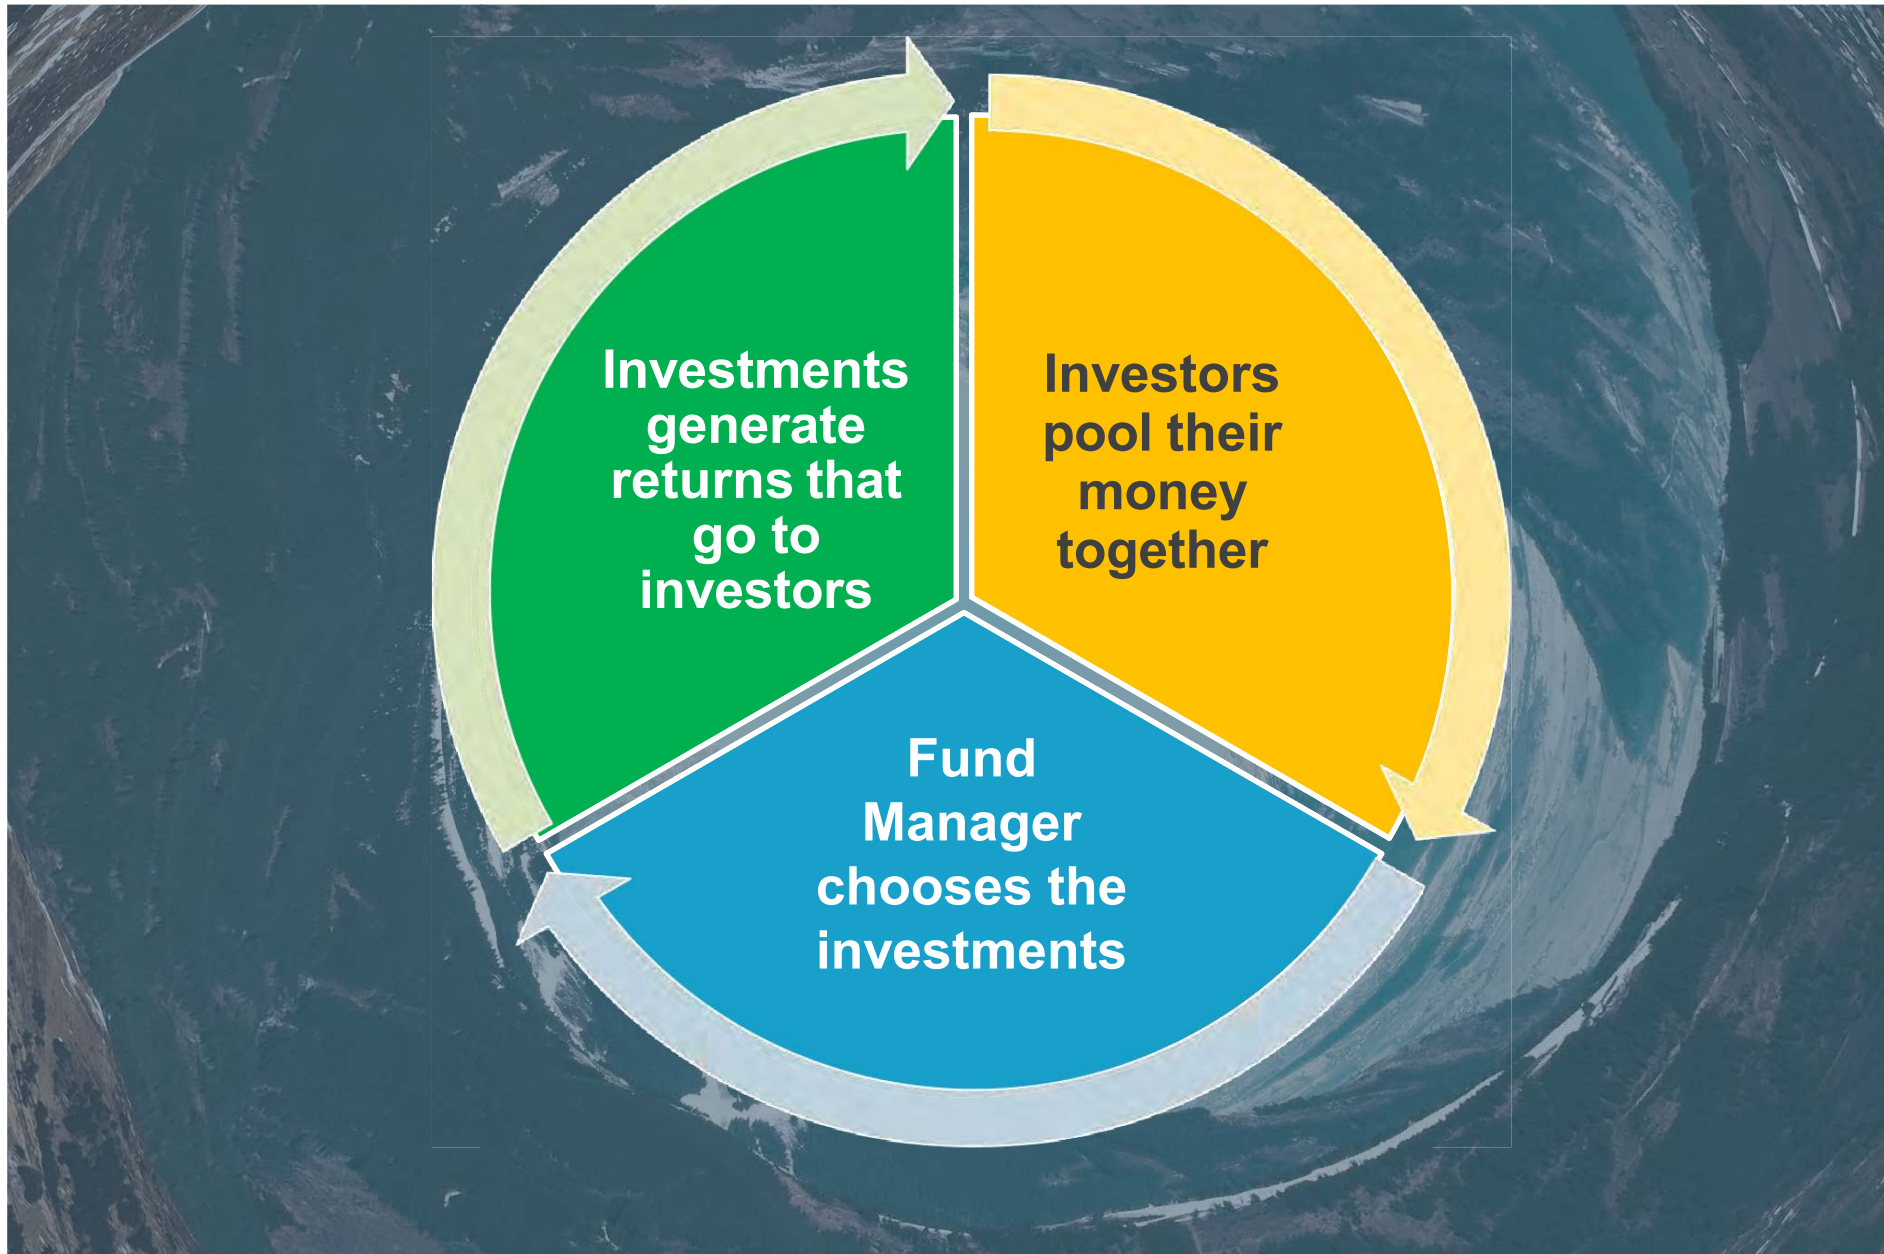 Investments
generate
returns that
go to
investors
Investors
pool their
money
together
Fund
Manager
chooses the
investments